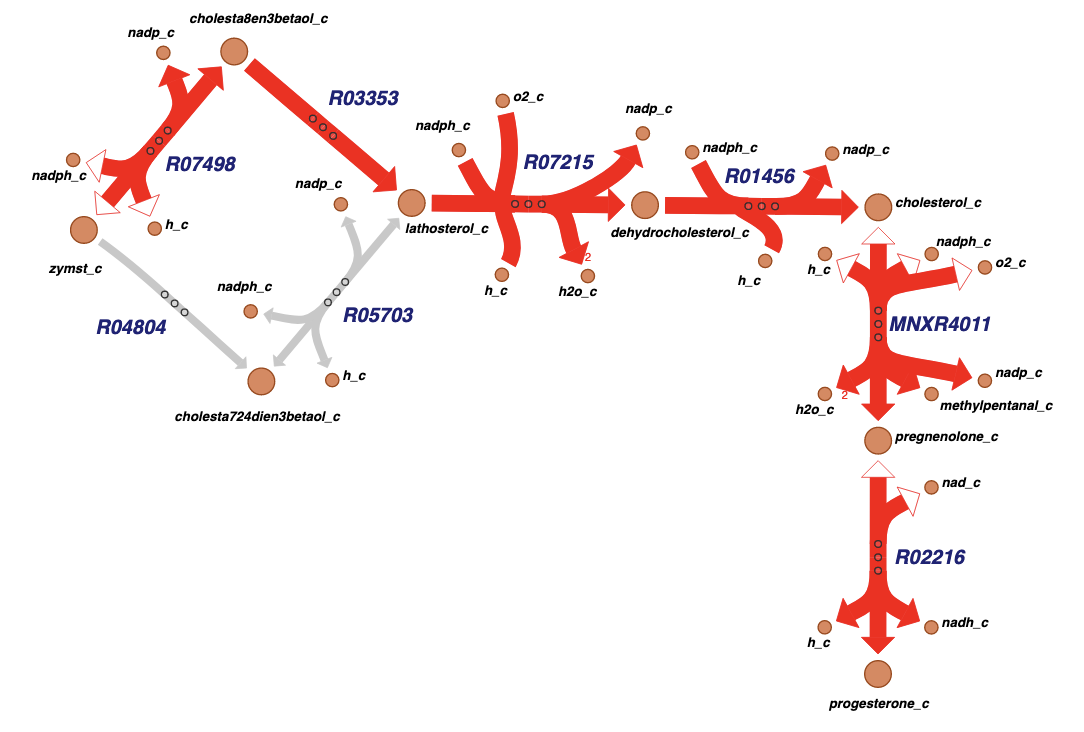 cholesta8en3betaol_c
nadp_c
R03353
R07498
nadph_c
h_c
zymst_c
R04804
nadp_c
nadph_c
R05703
h_c
cholesta724dien3betaol_c
o2_c
nadph_c
R07215
nadp_c
lathosterol_c
h_c
2
h2o_c
dehydrocholesterol_c
nadph_c
R01456
nadp_c
h_c
cholesterol_c
h_c
nadph_c
o2_c
MNXR4011
nadp_c
h2o_c
2
methylpentanal_c
pregnenolone_c
nad_c
R02216
h_c
nadh_c
progesterone_c